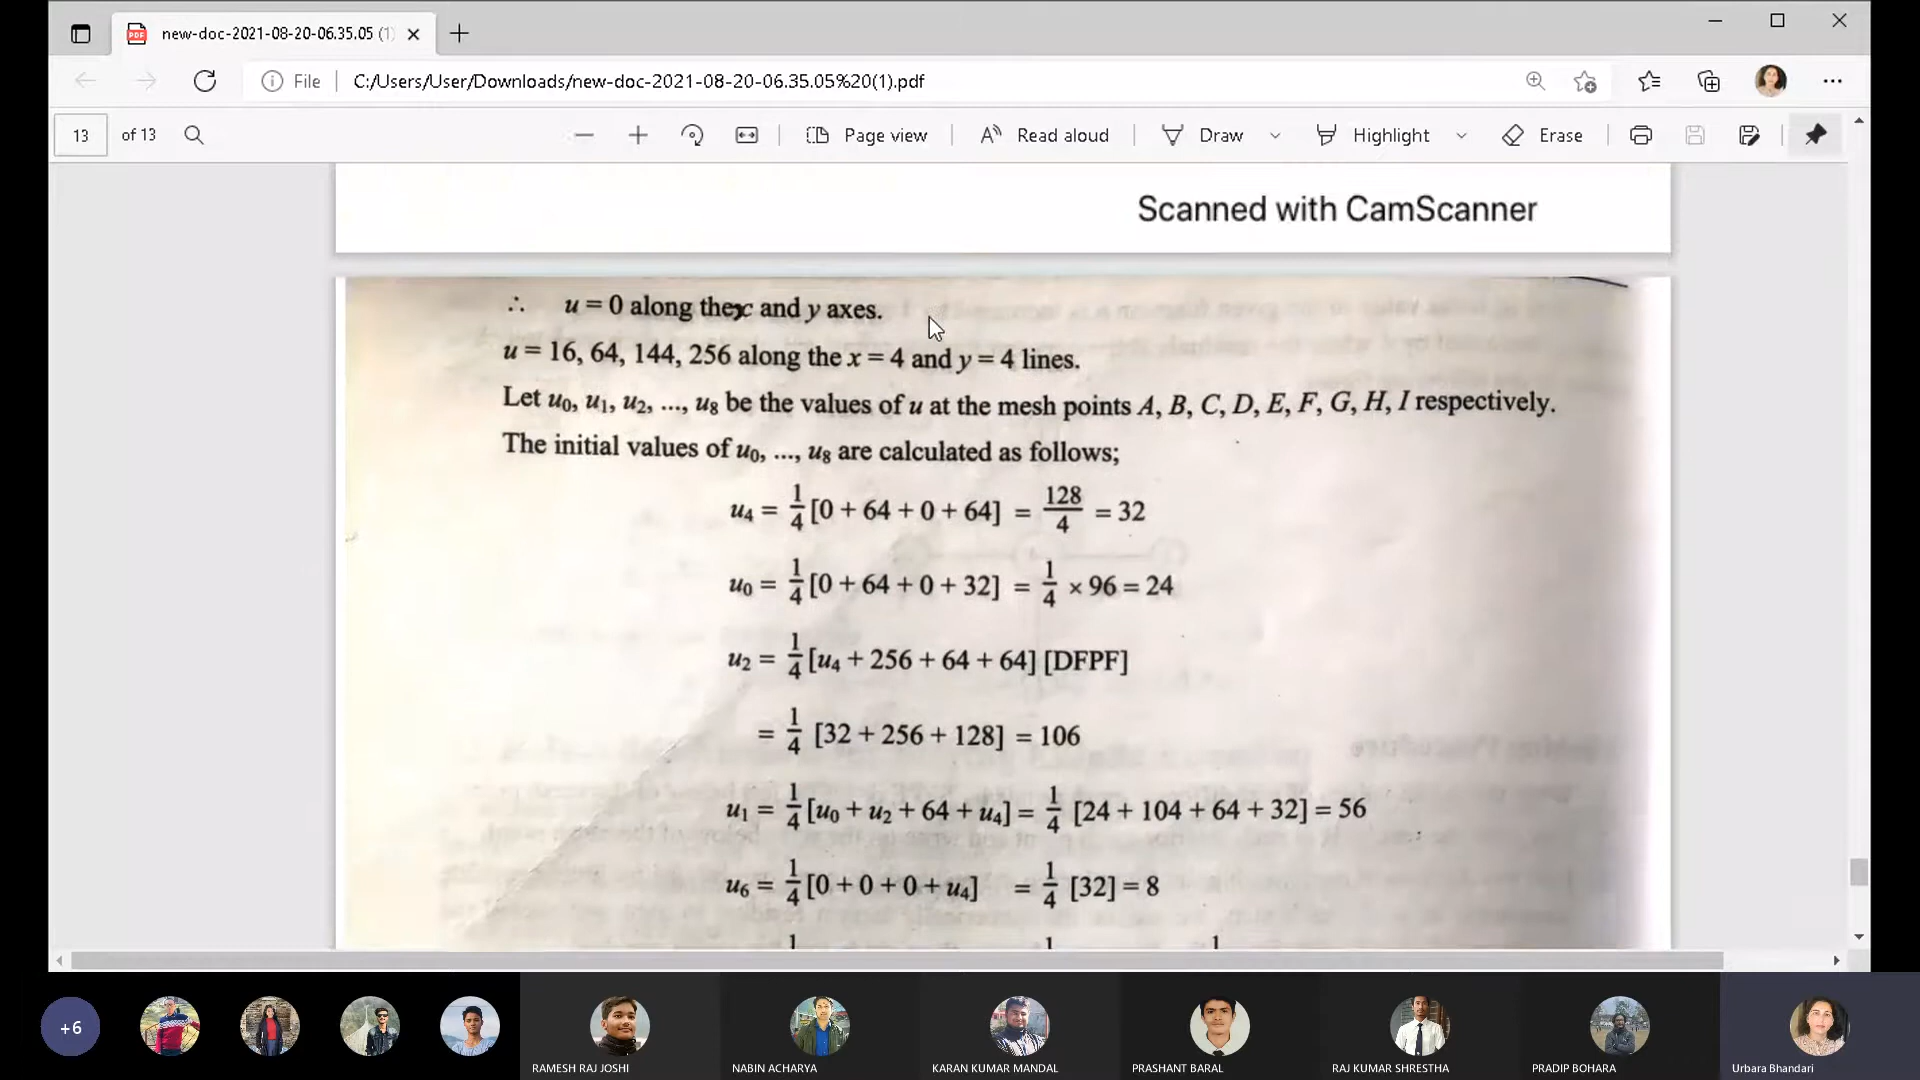 new-doc-2021-08-20-06.35.05 (1)
File
C:/Users/User/Downloads/new-doc-2021-08-20-06.35.05%20(1).pdf
13 of 13
Page view
Read aloud
Draw
Highlight
Erase
Scanned with CamScanner
∴ u = 0 along the x and y axes.
u = 16, 64, 144, 256 along the x = 4 and y = 4 lines.
Let u₀, u₁, u₂, ..., u₈ be the values of u at the mesh points A, B, C, D, E, F, G, H, I respectively.
The initial values of u₀, ..., u₈ are calculated as follows;
u₄ = 1/4 [0 + 64 + 0 + 64] = 128/4 = 32
u₀ = 1/4 [0 + 64 + 0 + 32] = 1/4 × 96 = 24
u₂ = 1/4 [u₄ + 256 + 64 + 64] [DFPF]
= 1/4 [32 + 256 + 128] = 106
u₁ = 1/4 [u₀ + u₂ + 64 + u₄] = 1/4 [24 + 104 + 64 + 32] = 56
u₆ = 1/4 [0 + 0 + 0 + u₄] = 1/4 [32] = 8
1 1 1
+6
RAMESH RAJ JOSHI
NABIN ACHARYA
KARAN KUMAR MANDAL
PRASHANT BARAL
RAJ KUMAR SHRESTHA
PRADIP BOHARA
Urbara Bhandari